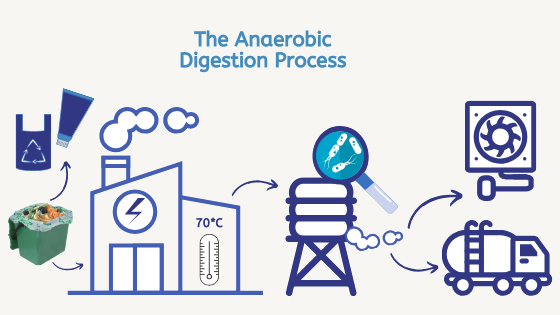 The Anaerobic
Digestion Process
70°C